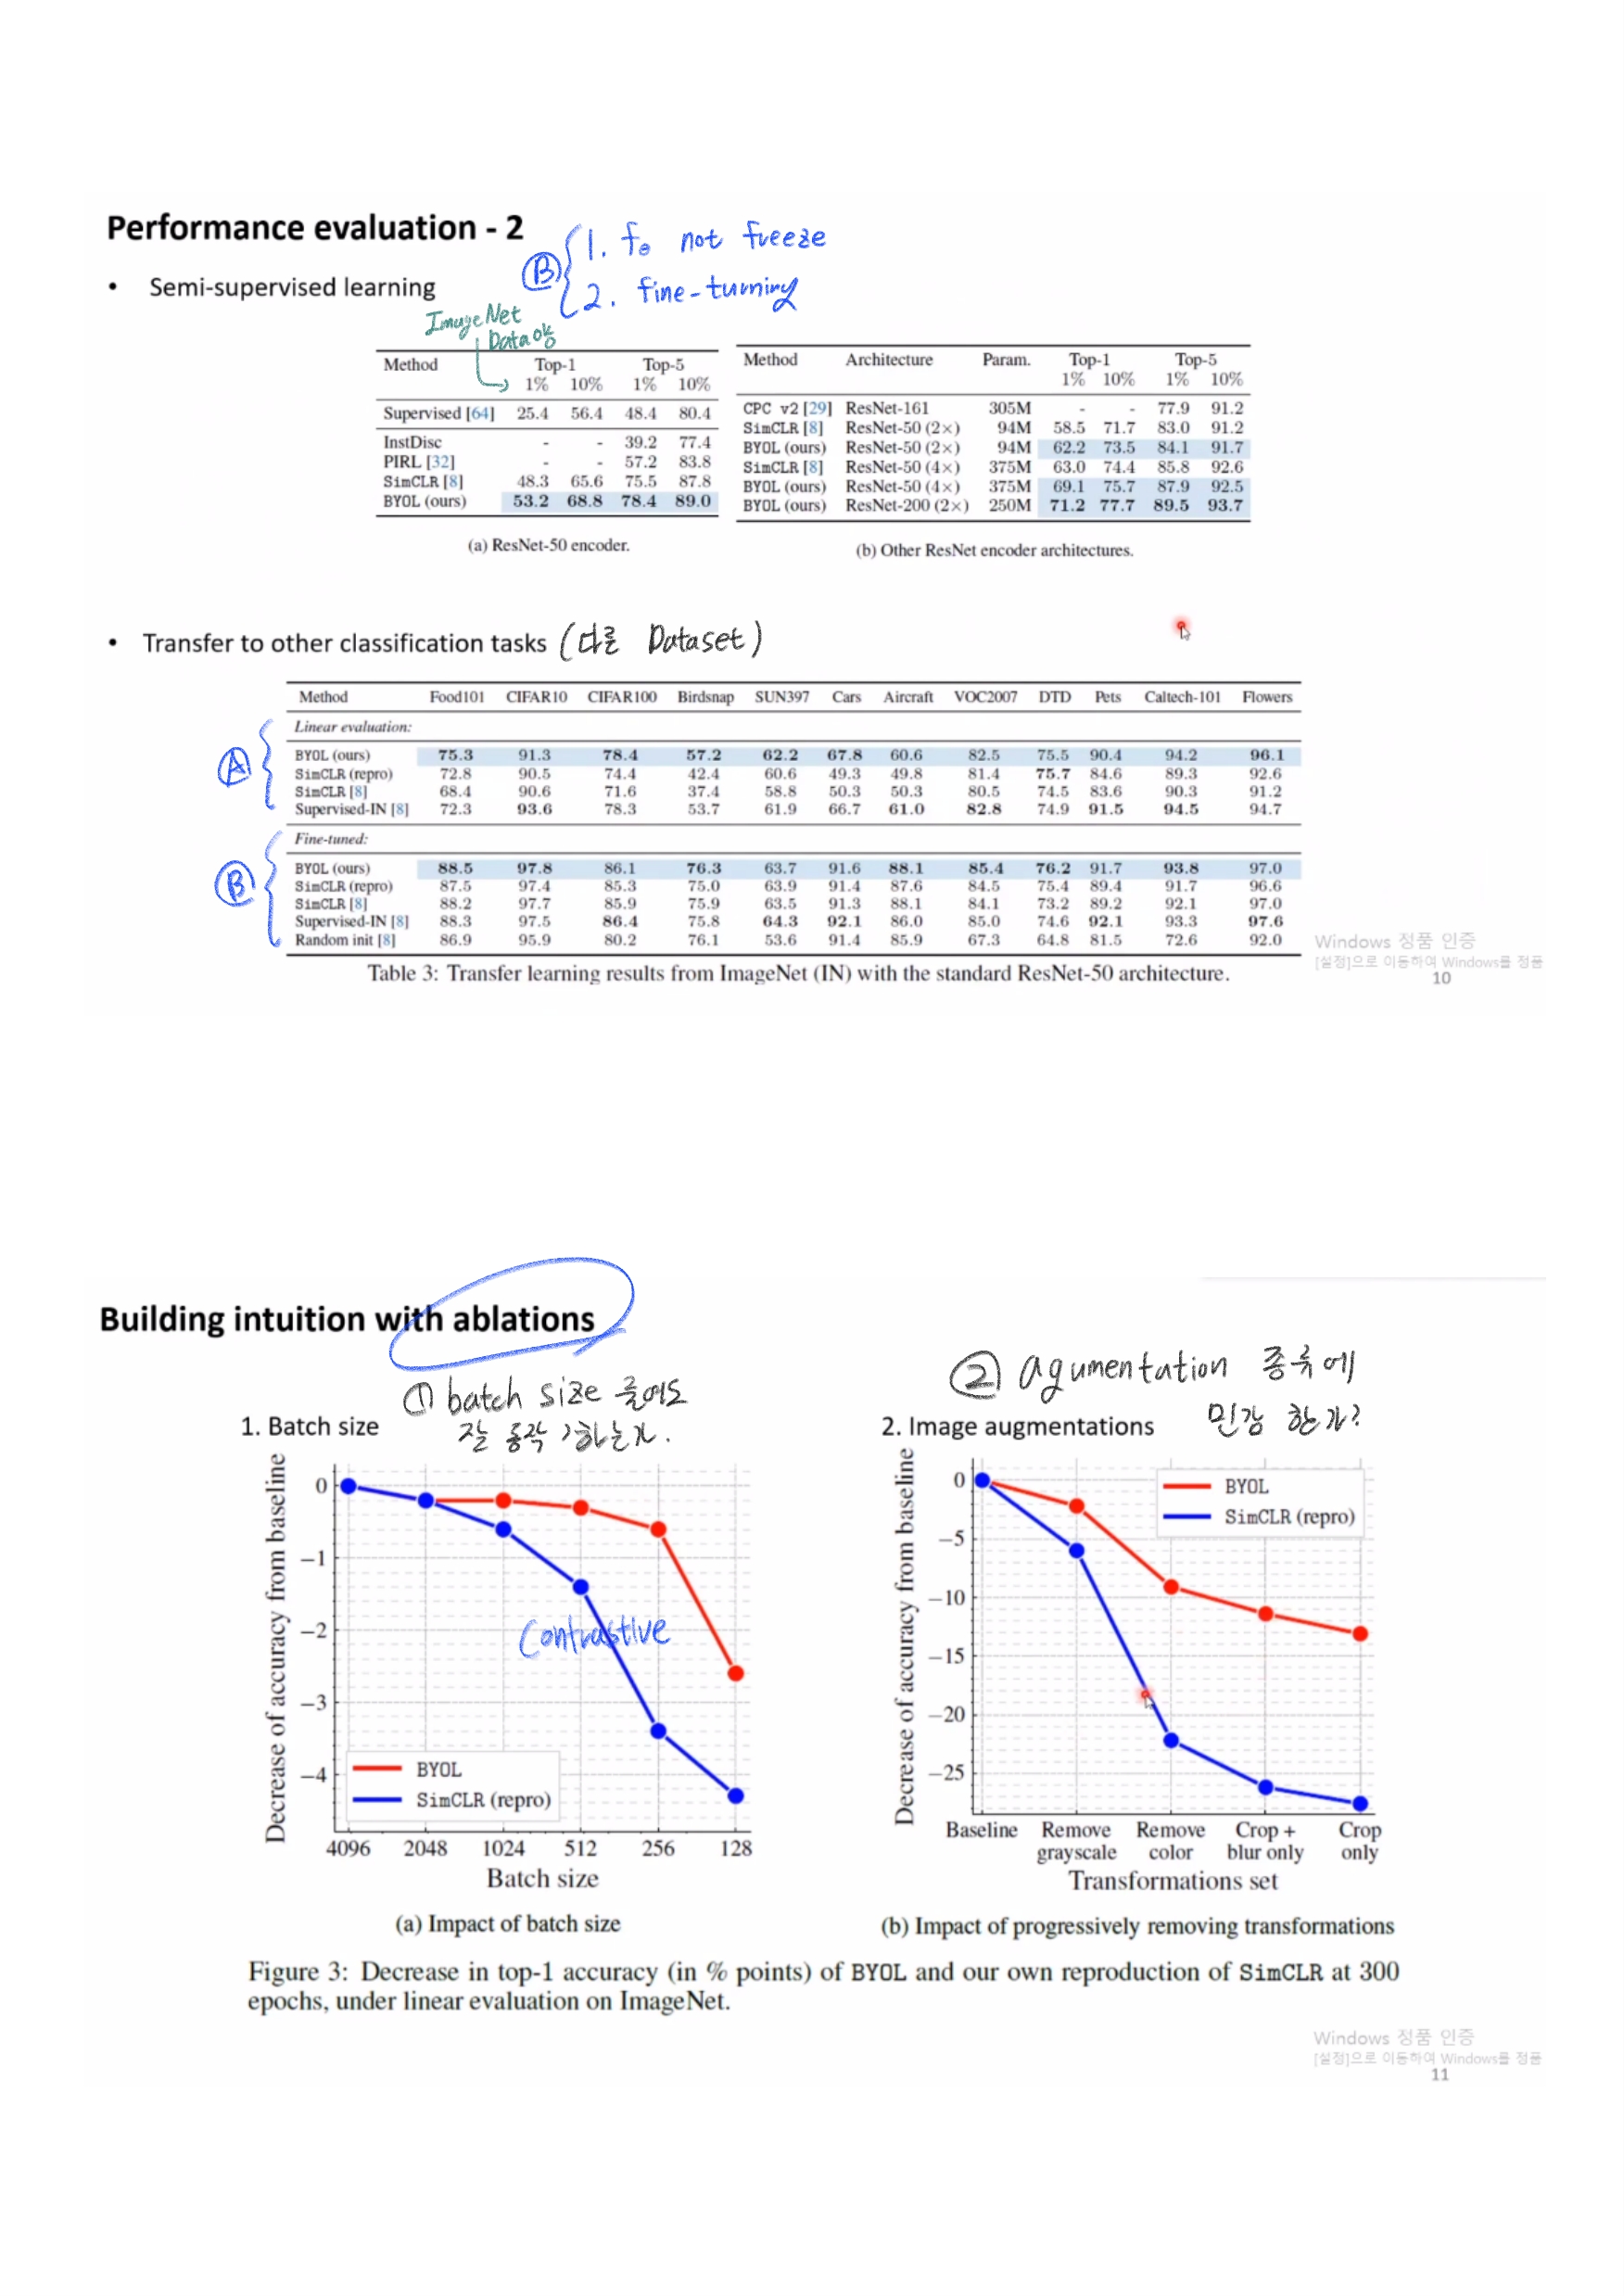 Performance evaluation - 2
Ⓑ 1. fθ not freeze
2. fine-turning
• Semi-supervised learning
ImageNet
Data양
Method Top-1 Top-5
1% 10% 1% 10%
Supervised [64] 25.4 56.4 48.4 80.4
InstDisc - - 39.2 77.4
PIRL [32] - - 57.2 83.8
SimCLR [8] 48.3 65.6 75.5 87.8
BYOL (ours) 53.2 68.8 78.4 89.0
(a) ResNet-50 encoder.
Method Architecture Param. Top-1 Top-5
1% 10% 1% 10%
CPC v2 [29] ResNet-161 305M - - 77.9 91.2
SimCLR [8] ResNet-50 (2×) 94M 58.5 71.7 83.0 91.2
BYOL (ours) ResNet-50 (2×) 94M 62.2 73.5 84.1 91.7
SimCLR [8] ResNet-50 (4×) 375M 63.0 74.4 85.8 92.6
BYOL (ours) ResNet-50 (4×) 375M 69.1 75.7 87.9 92.5
BYOL (ours) ResNet-200 (2×) 250M 71.2 77.7 89.5 93.7
(b) Other ResNet encoder architectures.
• Transfer to other classification tasks (다른 Dataset)
Method Food101 CIFAR10 CIFAR100 Birdsnap SUN397 Cars Aircraft VOC2007 DTD Pets Caltech-101 Flowers
Ⓐ
Linear evaluation:
BYOL (ours) 75.3 91.3 78.4 57.2 62.2 67.8 60.6 82.5 75.5 90.4 94.2 96.1
SimCLR (repro) 72.8 90.5 74.4 42.4 60.6 49.3 49.8 81.4 75.7 84.6 89.3 92.6
SimCLR [8] 68.4 90.6 71.6 37.4 58.8 50.3 50.3 80.5 74.5 83.6 90.3 91.2
Supervised-IN [8] 72.3 93.6 78.3 53.7 61.9 66.7 61.0 82.8 74.9 91.5 94.5 94.7
Ⓑ
Fine-tuned:
BYOL (ours) 88.5 97.8 86.1 76.3 63.7 91.6 88.1 85.4 76.2 91.7 93.8 97.0
SimCLR (repro) 87.5 97.4 85.3 75.0 63.9 91.4 87.6 84.5 75.4 89.4 91.7 96.6
SimCLR [8] 88.2 97.7 85.9 75.9 63.5 91.3 88.1 84.1 73.2 89.2 92.1 97.0
Supervised-IN [8] 88.3 97.5 86.4 75.8 64.3 92.1 86.0 85.0 74.6 92.1 93.3 97.6
Random init [8] 86.9 95.9 80.2 76.1 53.6 91.4 85.9 67.3 64.8 81.5 72.6 92.0
Table 3: Transfer learning results from ImageNet (IN) with the standard ResNet-50 architecture.
Windows 정품 인증
[설정]으로 이동하여 Windows를 정품
10
Building intuition with ablations
① batch size 줄여도
잘 동작 하는가.
1. Batch size
Decrease of accuracy from baseline
0
−1
−2
−3
−4
Contrastive
BYOL
SimCLR (repro)
4096 2048 1024 512 256 128
Batch size
(a) Impact of batch size
② agumentation 종류에
민감 한가?
2. Image augmentations
Decrease of accuracy from baseline
0
−5
−10
−15
−20
−25
BYOL
SimCLR (repro)
Baseline Remove Remove Crop + Crop
grayscale color blur only only
Transformations set
(b) Impact of progressively removing transformations
Figure 3: Decrease in top-1 accuracy (in % points) of BYOL and our own reproduction of SimCLR at 300
epochs, under linear evaluation on ImageNet.
Windows 정품 인증
[설정]으로 이동하여 Windows를 정품
11